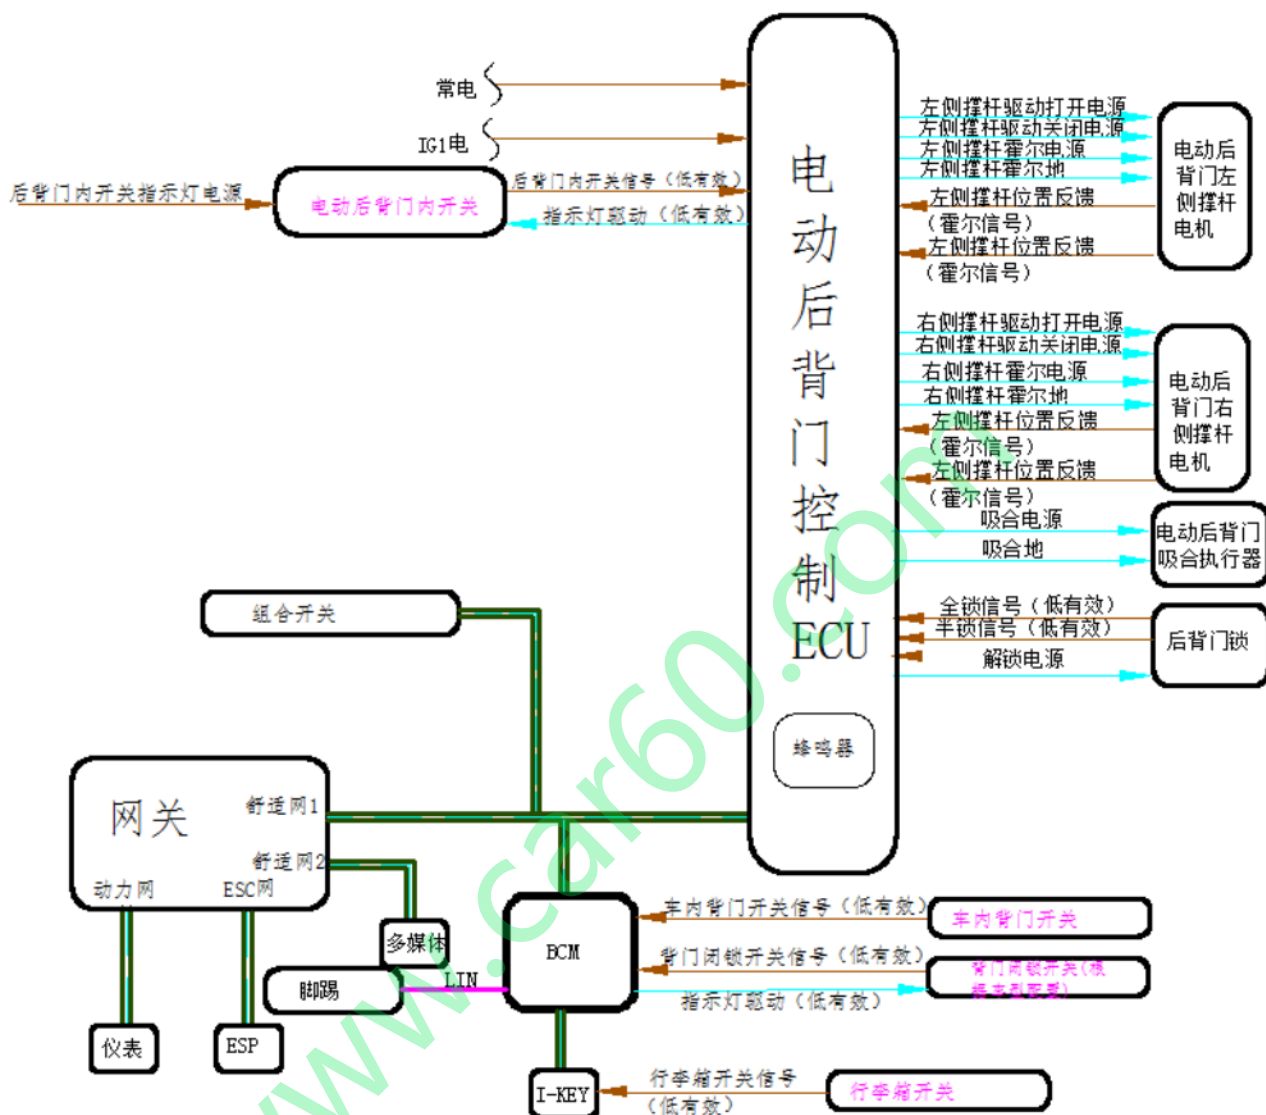 常电
IG1电
后背门内开关指示灯电源
电动后背门内开关
后背门内开关信号(低有效)
指示灯驱动(低有效)
电动后背门控制ECU
蜂鸣器
左侧撑杆驱动打开电源
左侧撑杆驱动关闭电源
左侧撑杆霍尔电源
左侧撑杆霍尔地
左侧撑杆位置反馈
(霍尔信号)
左侧撑杆位置反馈
(霍尔信号)
电动后
背门左
侧撑杆
电机
右侧撑杆驱动打开电源
右侧撑杆驱动关闭电源
右侧撑杆霍尔电源
右侧撑杆霍尔地
左侧撑杆位置反馈
(霍尔信号)
左侧撑杆位置反馈
(霍尔信号)
电动后
背门右
侧撑杆
电机
吸合电源
吸合地
电动后背门
吸合执行器
全锁信号(低有效)
半锁信号(低有效)
解锁电源
后背门锁
组合开关
网关
舒适网1
舒适网2
动力网
ESC网
多媒体
脚踢
LIN
BCM
仪表
ESP
I-KEY
车内背门开关信号(低有效)
车内背门开关
背门闭锁开关信号(低有效)
指示灯驱动(低有效)
背门闭锁开关(根
据车型配置)
行李箱开关信号
(低有效)
行李箱开关
www.car60.com